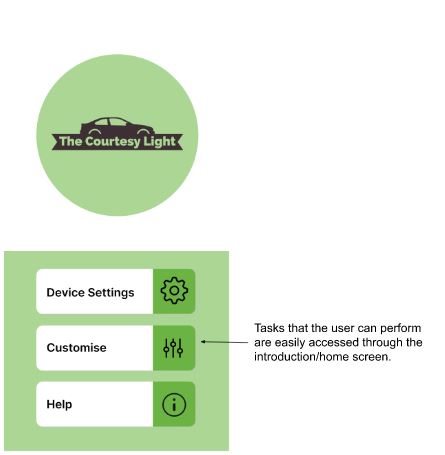 The Courtesy Light
Device Settings
Customise
Help
Tasks that the user can perform
are easily accessed through the
introduction/home screen.